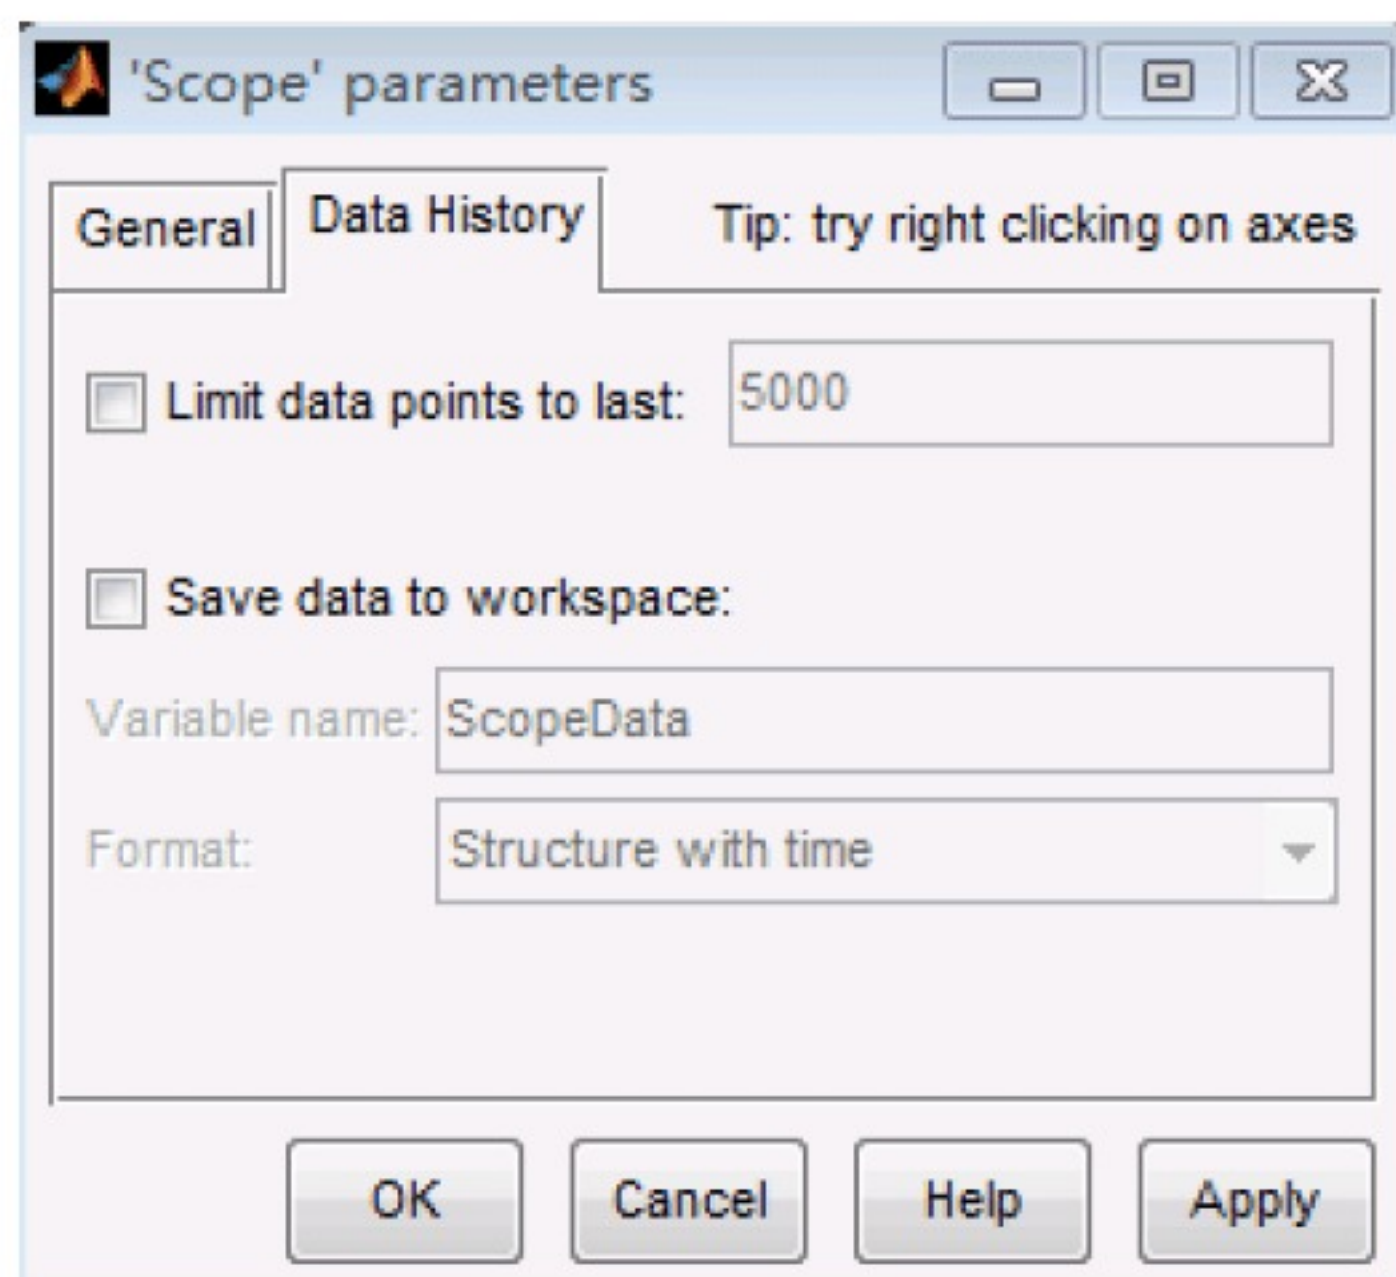 'Scope' parameters
General Data History Tip: try right clicking on axes
Limit data points to last: 5000
Save data to workspace:
Variable name: ScopeData
Format: Structure with time
OK Cancel Help Apply